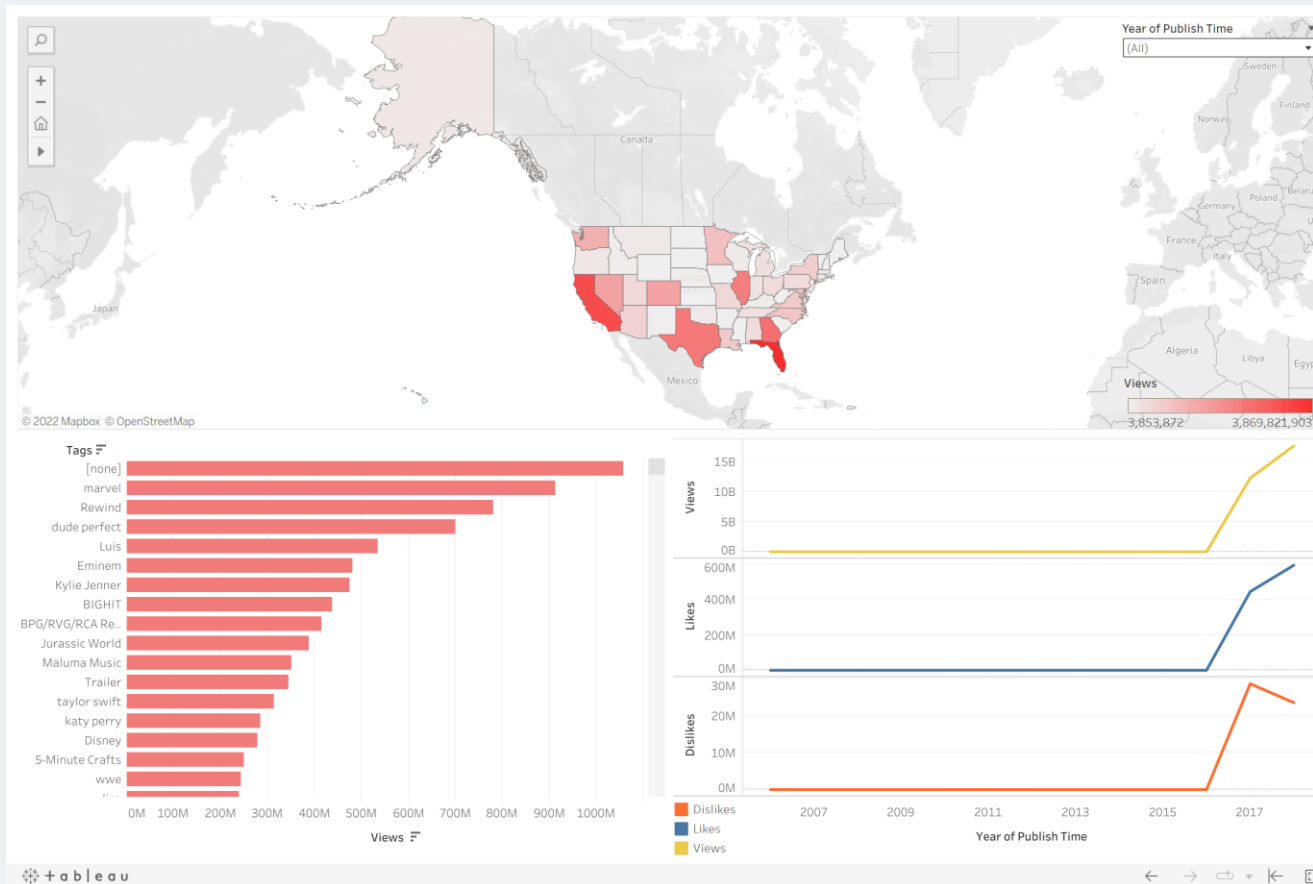 Year of Publish Time
(All)
Sweden
Finland
Norway
Canada
Belaru
Poland
Germany
France
Italy
Spain
Japan
Algeria
Libya
Egyp
Mexico
Views
3,853,872 3,869,821,903
© 2022 Mapbox © OpenStreetMap
Tags
[none]
marvel
Rewind
dude perfect
Luis
Eminem
Kylie Jenner
BIGHIT
BPG/RVG/RCA Re..
Jurassic World
Maluma Music
Trailer
taylor swift
katy perry
Disney
5-Minute Crafts
wwe
0M 100M 200M 300M 400M 500M 600M 700M 800M 900M 1000M
Views
Views
15B
10B
5B
0B
Likes
600M
400M
200M
0M
Dislikes
30M
20M
10M
0M
2007 2009 2011 2013 2015 2017
Year of Publish Time
Dislikes
Likes
Views
+ a b l e a u